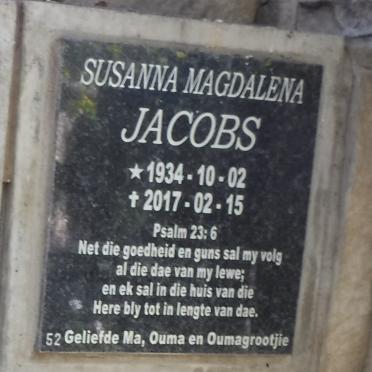 SUSANNA MAGDALENA
JACOBS
★1934-10-02
✝2017-02-15
Psalm 23: 6
Net die goedheid en guns sal my volg
al die dae van my lewe;
en ek sal in die huis van die
Here bly tot in lengte van dae.
52 Geliefde Ma, Ouma en Oumagrootjie